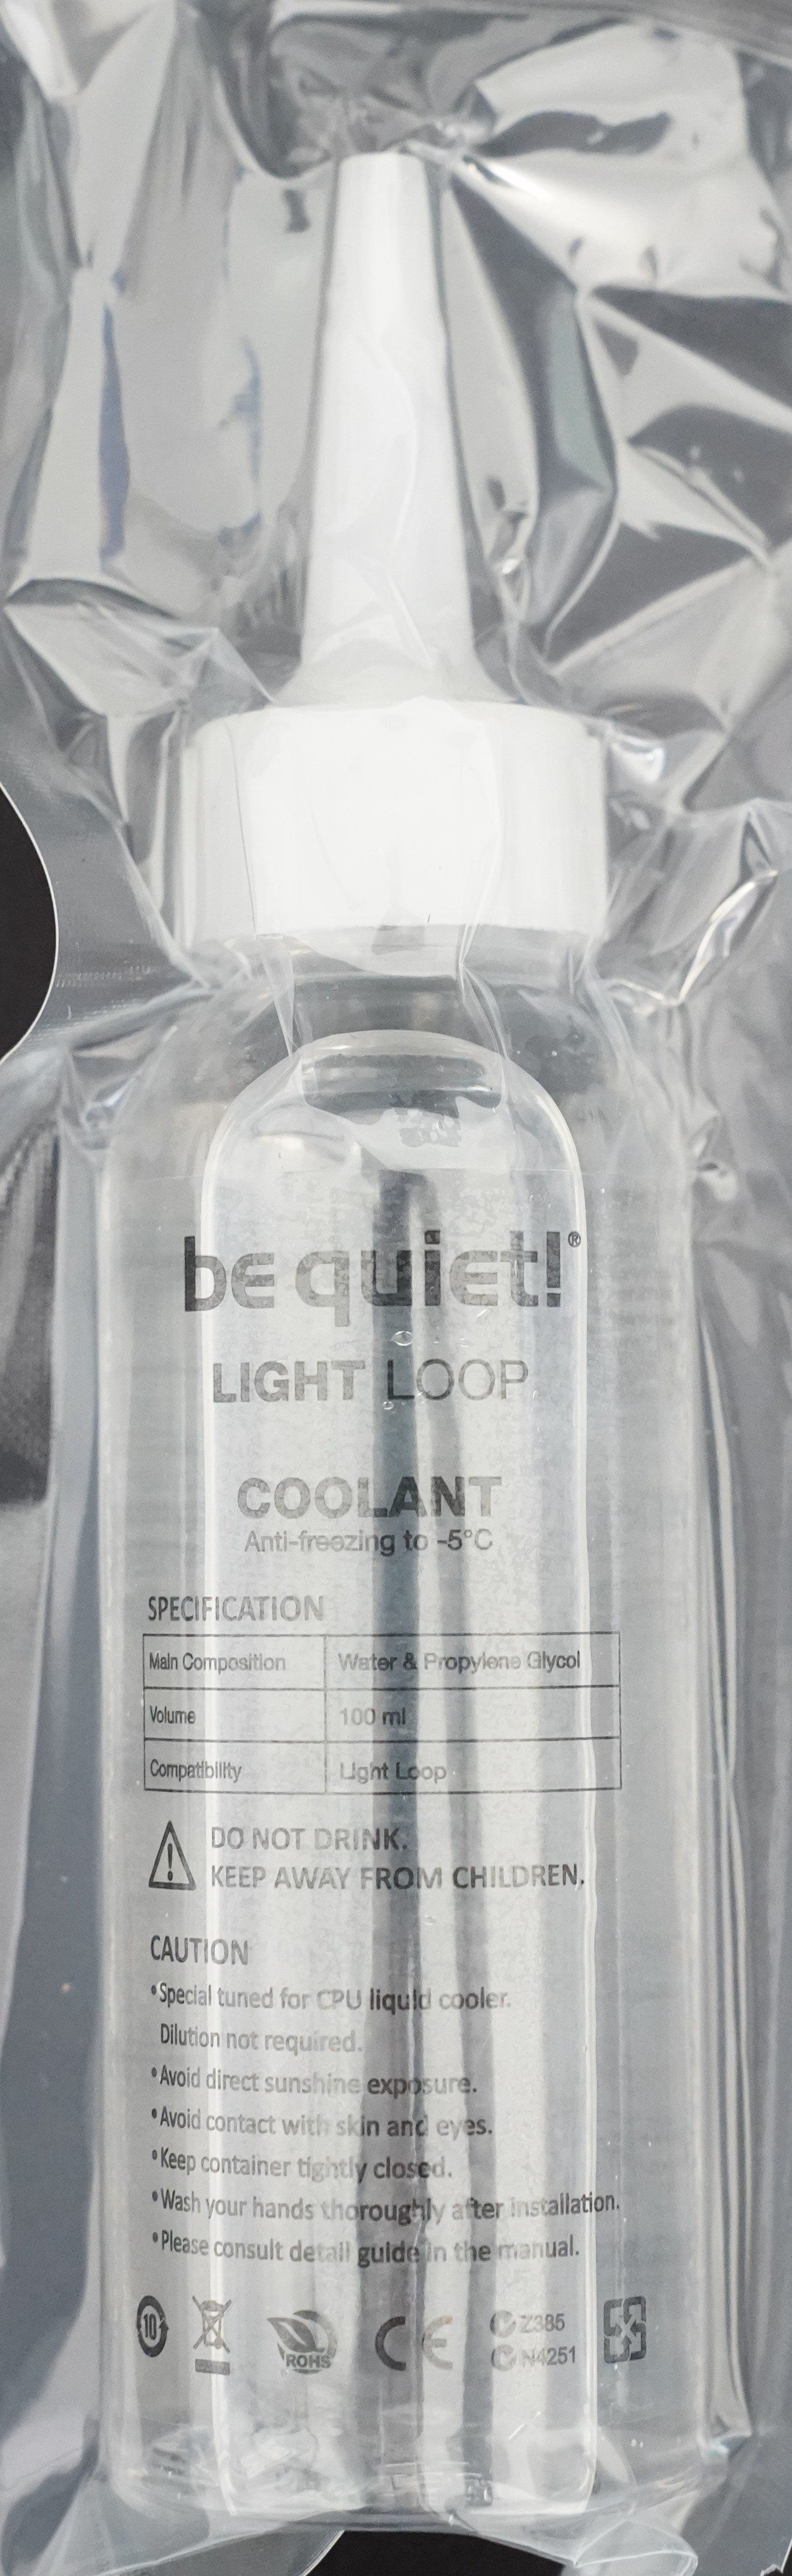 be quiet!®
LIGHT LOOP
COOLANT
Anti-freezing to -5°C
SPECIFICATION
Main Composition Water & Propylene Glycol
Volume 100 ml
Compatibility Light Loop
DO NOT DRINK.
KEEP AWAY FROM CHILDREN.
CAUTION
•Special tuned for CPU liquid cooler.
Dilution not required.
•Avoid direct sunshine exposure.
•Avoid contact with skin and eyes.
•Keep container tightly closed.
•Wash your hands thoroughly after installation.
•Please consult detail guide in the manual.
10 ROHS CE Z385
N4251